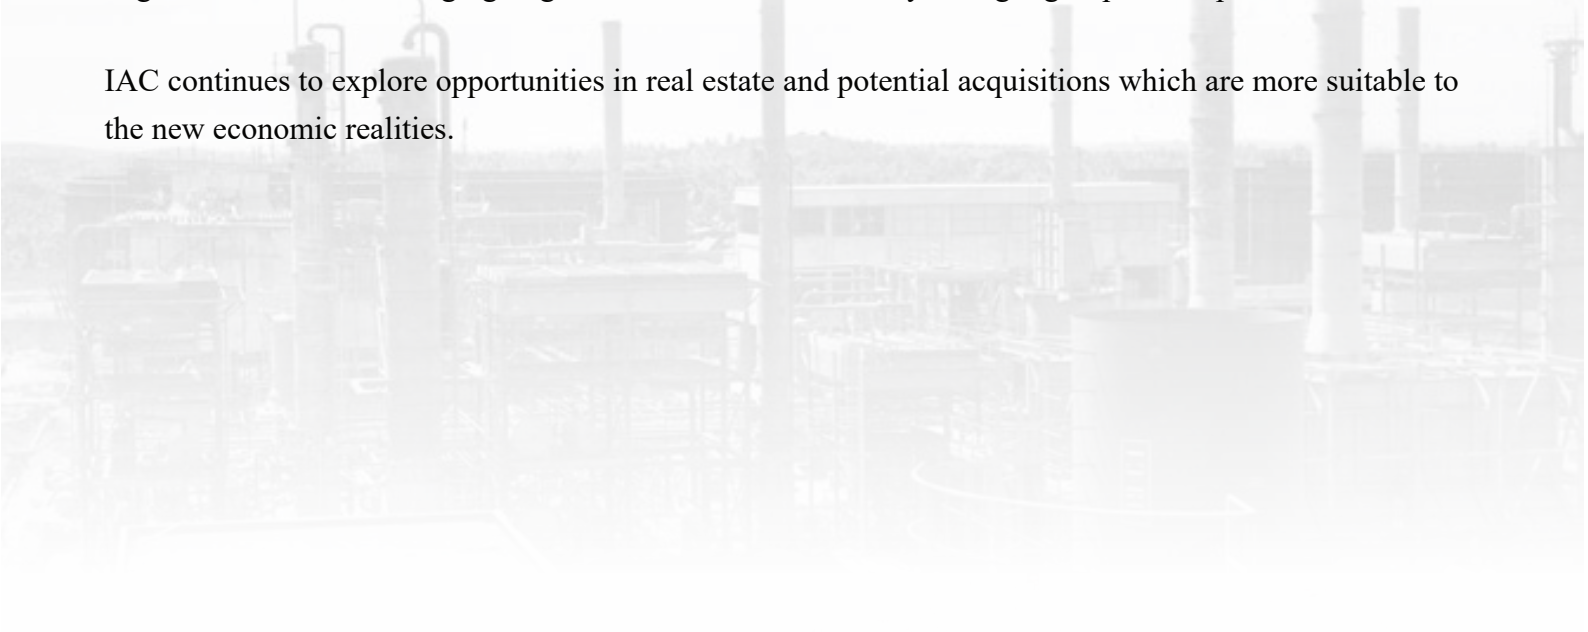 IAC continues to explore opportunities in real estate and potential acquisitions which are more suitable to
the new economic realities.